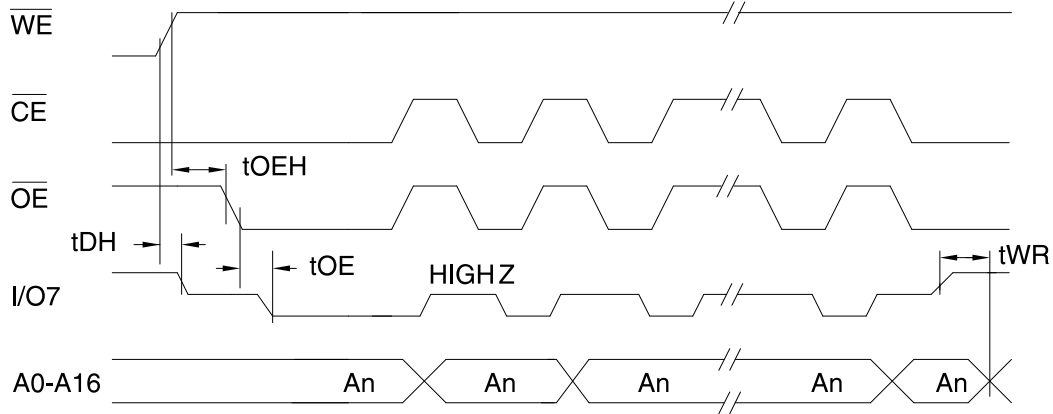 WE
CE
tOEH
OE
tDH
tOE
HIGH Z
tWR
I/O7
A0-A16 An An An An An